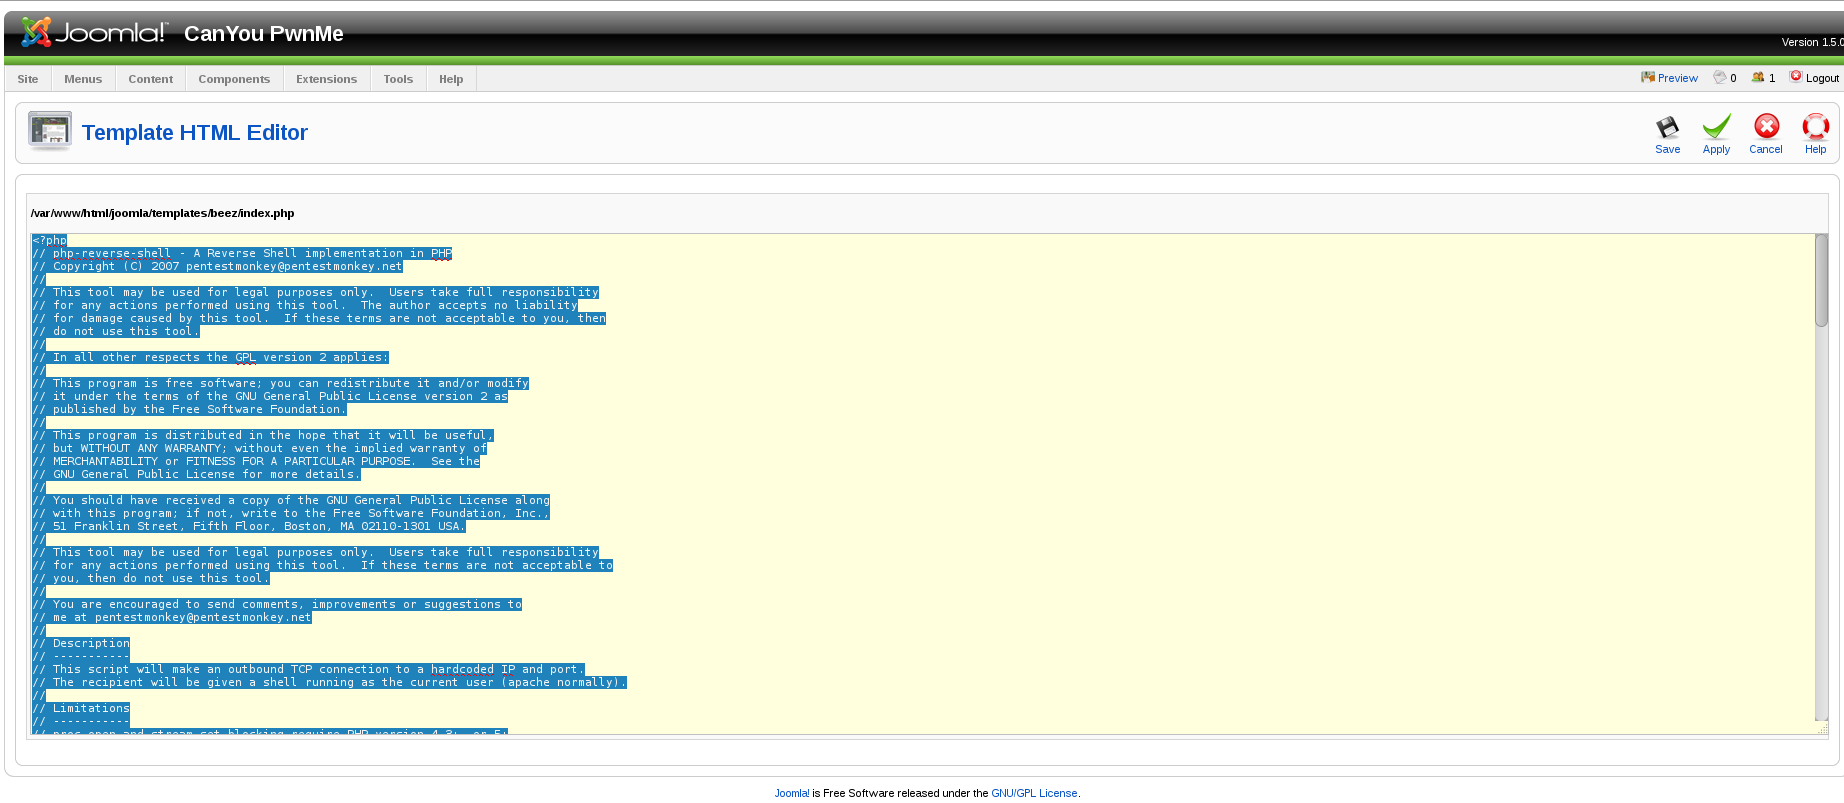 Joomla! CanYou PwnMe
Version 1.5.0
Site Menus Content Components Extensions Tools Help Preview 0 1 Logout
Template HTML Editor
Save Apply Cancel Help
/var/www/html/joomla/templates/beez/index.php
<?php
// php-reverse-shell - A Reverse Shell implementation in PHP
// Copyright (C) 2007 pentestmonkey@pentestmonkey.net
//
// This tool may be used for legal purposes only.  Users take full responsibility
// for any actions performed using this tool.  The author accepts no liability
// for damage caused by this tool.  If these terms are not acceptable to you, then
// do not use this tool.
//
// In all other respects the GPL version 2 applies:
//
// This program is free software; you can redistribute it and/or modify
// it under the terms of the GNU General Public License version 2 as
// published by the Free Software Foundation.
//
// This program is distributed in the hope that it will be useful,
// but WITHOUT ANY WARRANTY; without even the implied warranty of
// MERCHANTABILITY or FITNESS FOR A PARTICULAR PURPOSE.  See the
// GNU General Public License for more details.
//
// You should have received a copy of the GNU General Public License along
// with this program; if not, write to the Free Software Foundation, Inc.,
// 51 Franklin Street, Fifth Floor, Boston, MA 02110-1301 USA.
//
// This tool may be used for legal purposes only.  Users take full responsibility
// for any actions performed using this tool.  If these terms are not acceptable to
// you, then do not use this tool.
//
// You are encouraged to send comments, improvements or suggestions to
// me at pentestmonkey@pentestmonkey.net
//
// Description
// -----------
// This script will make an outbound TCP connection to a hardcoded IP and port.
// The recipient will be given a shell running as the current user (apache normally).
//
// Limitations
// -----------
// proc_open and stream_set_blocking require PHP version 4.3+, or 5+
Joomla! is Free Software released under the GNU/GPL License.